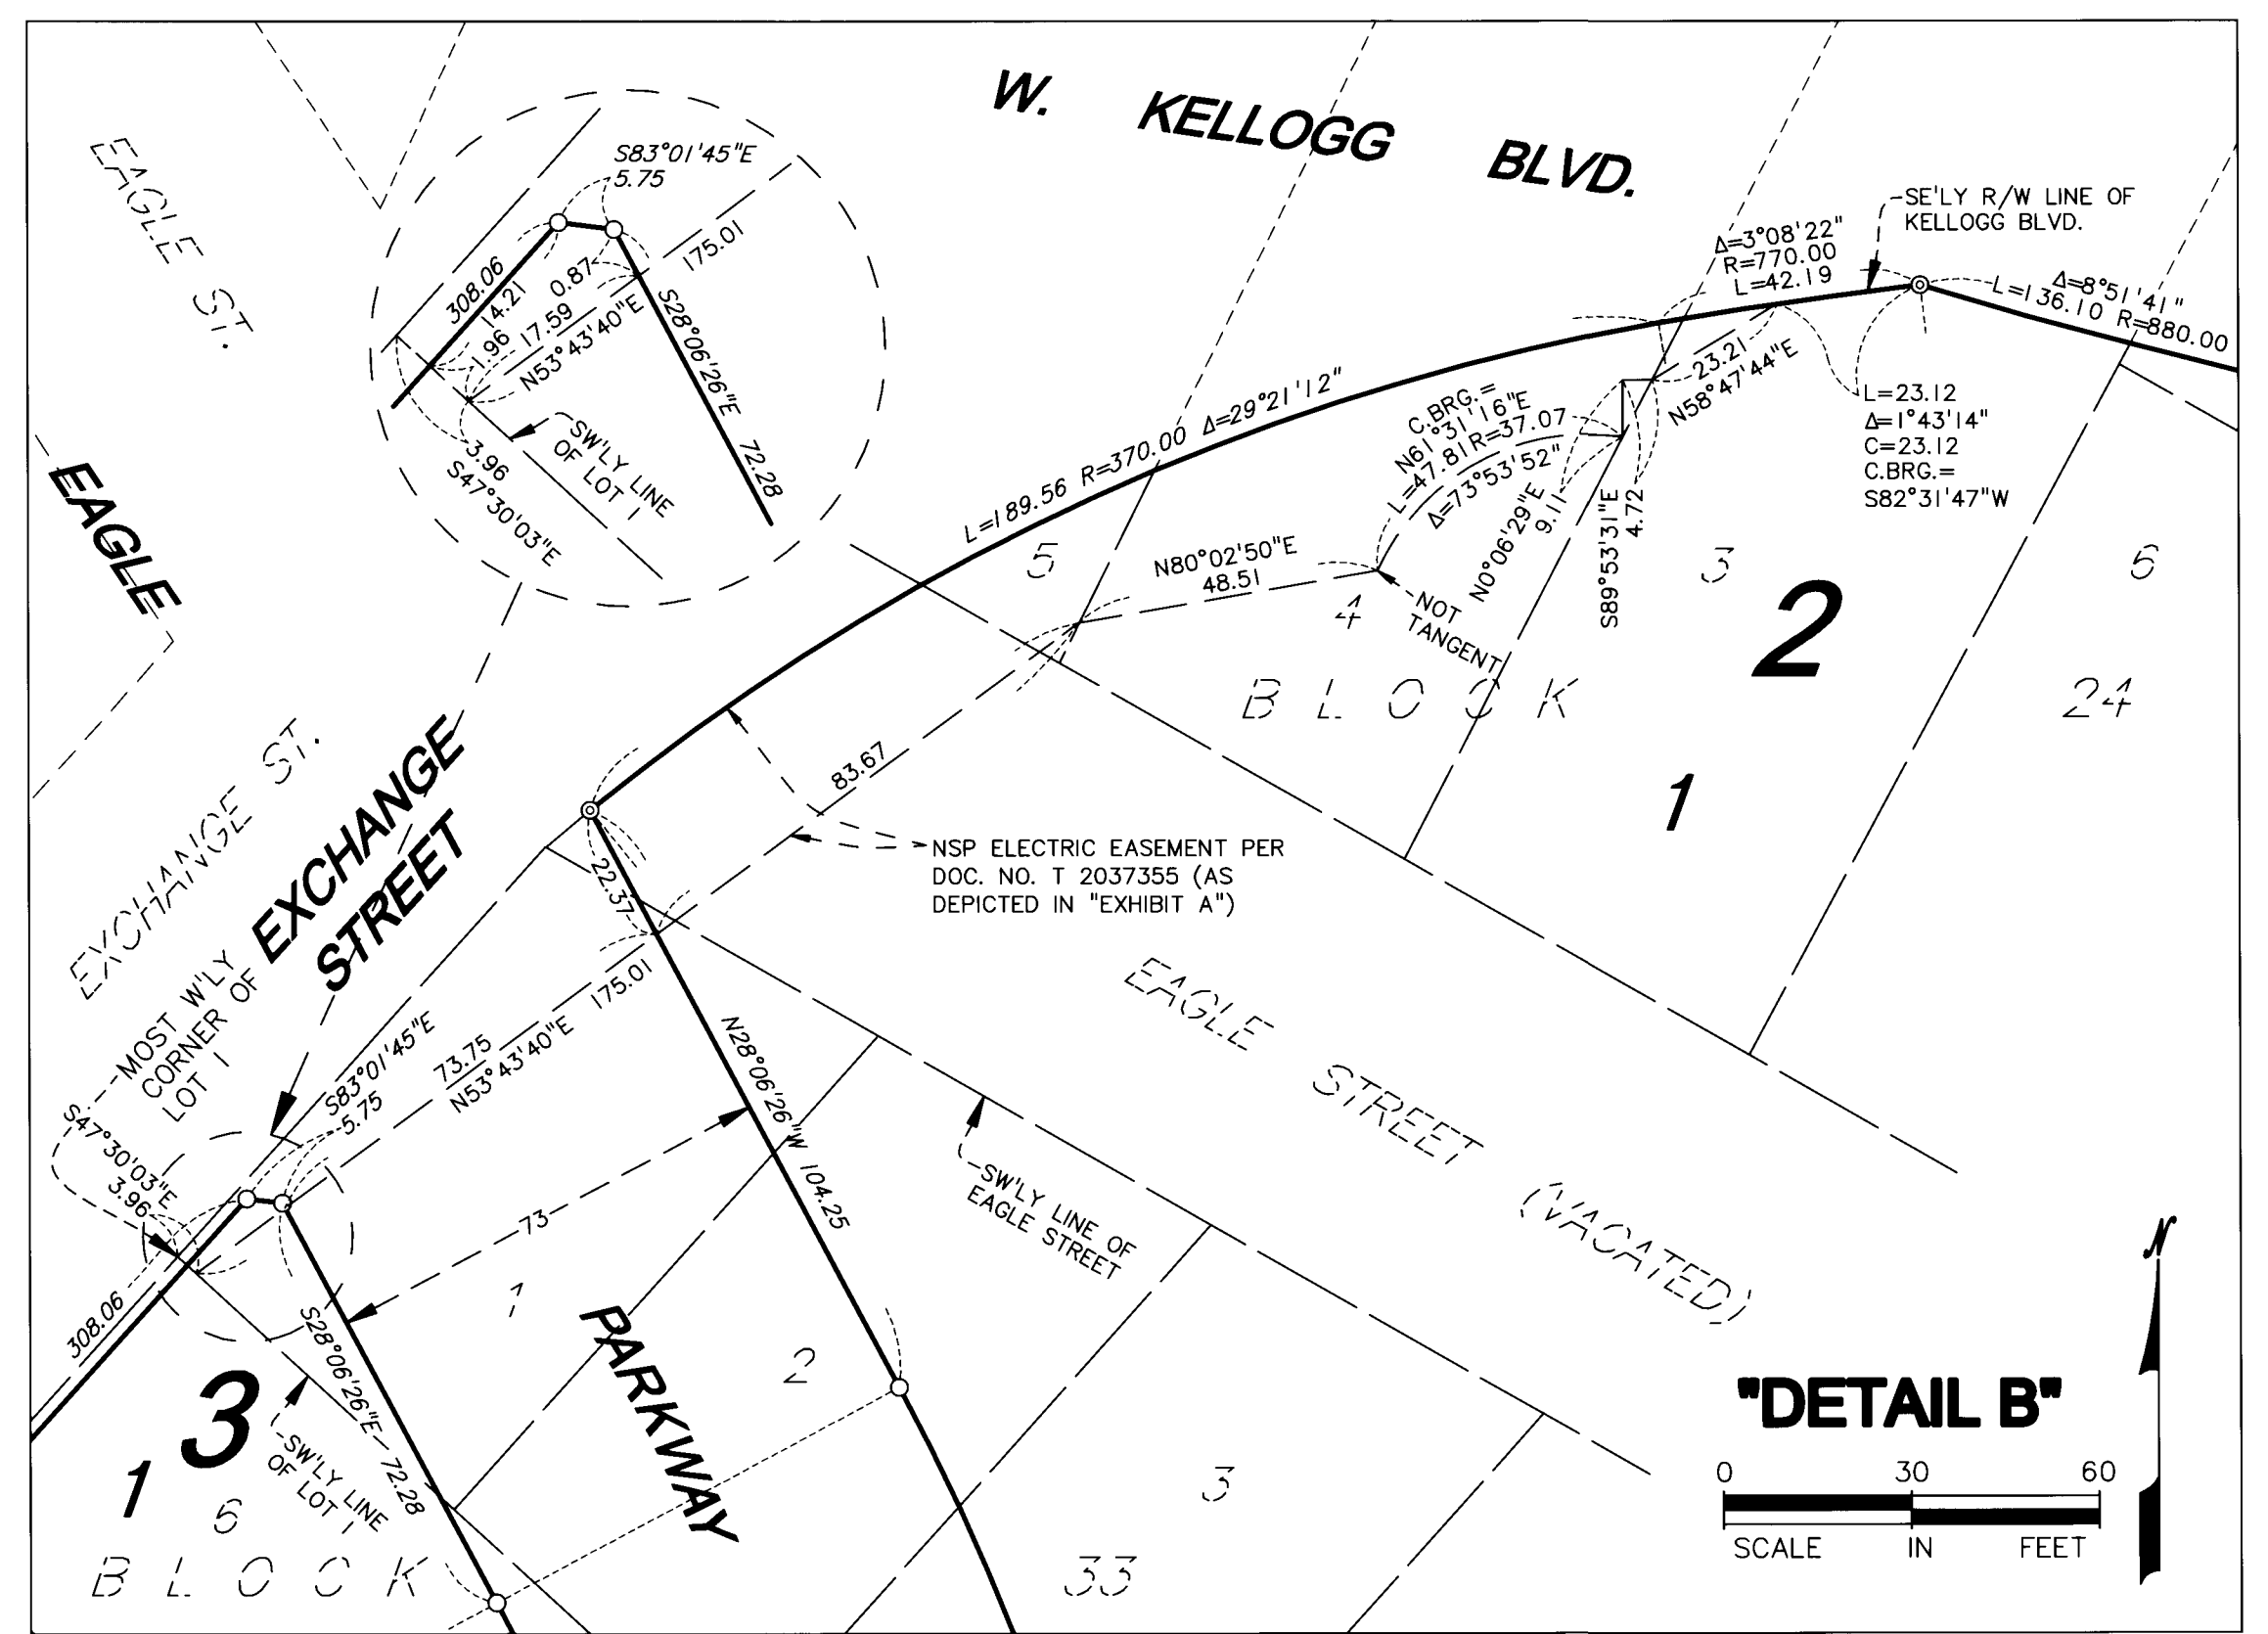 W. KELLOGG BLVD.
EAGLE ST.
EAGLE
S83°01'45"E
5.75
308.06
14.21
0.87
1.96
17.59
N53°43'40"E
175.01
S28°06'26"E
72.28
3.96
S47°30'03"E
SW'LY LINE
OF LOT 1
SE'LY R/W LINE OF
KELLOGG BLVD.
Δ=3°08'22"
R=770.00
L=42.19
Δ=8°51'41"
L=136.10 R=880.00
L=189.56 R=370.00 Δ=29°21'12"
C.BRG.=
N61°31'16"E
L=47.81 R=37.07
Δ=73°53'52"
23.21
N58°47'44"E
L=23.12
Δ=1°43'14"
C=23.12
C.BRG.=
S82°31'47"W
N0°06'29"E
9.11
S89°53'31"E
4.72
N80°02'50"E
48.51
NOT
TANGENT
5
4
3
6
2
BLOCK
24
1
EXCHANGE ST.
EXCHANGE
STREET
83.67
NSP ELECTRIC EASEMENT PER
DOC. NO. T 2037355 (AS
DEPICTED IN "EXHIBIT A")
22.37
EAGLE STREET (VACATED)
MOST W'LY
CORNER OF
LOT 1
S83°01'45"E
5.75
73.75
N53°43'40"E
175.01
N28°06'26"W 104.25
S47°30'03"E
3.96
73
SW'LY LINE OF
EAGLE STREET
308.06
1
S28°06'26"E
72.28
PARKWAY
2
3
1
6
SW'LY LINE
OF LOT 1
3
33
BLOCK
N
"DETAIL B"
0 30 60
SCALE IN FEET